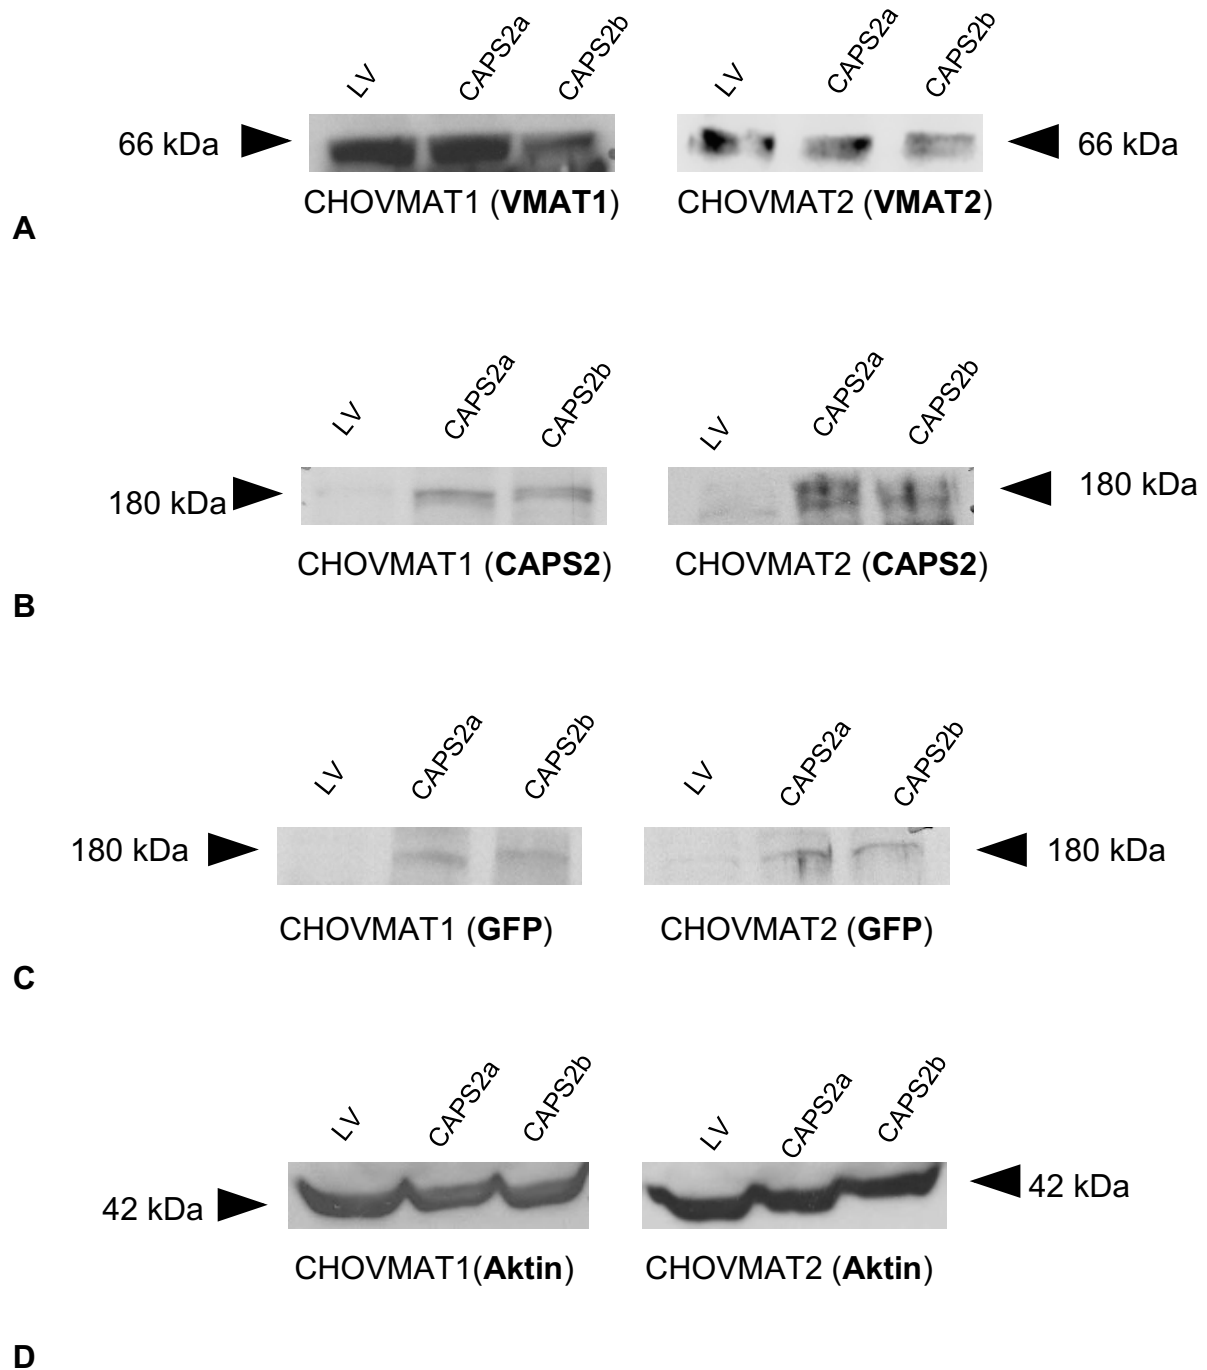 LV CAPS2a CAPS2b LV CAPS2a CAPS2b
66 kDa 66 kDa
CHOVMAT1 (VMAT1) CHOVMAT2 (VMAT2)
A
LV CAPS2a CAPS2b LV CAPS2a CAPS2b
180 kDa 180 kDa
CHOVMAT1 (CAPS2) CHOVMAT2 (CAPS2)
B
LV CAPS2a CAPS2b LV CAPS2a CAPS2b
180 kDa 180 kDa
CHOVMAT1 (GFP) CHOVMAT2 (GFP)
C
LV CAPS2a CAPS2b LV CAPS2a CAPS2b
42 kDa 42 kDa
CHOVMAT1(Aktin) CHOVMAT2 (Aktin)
D